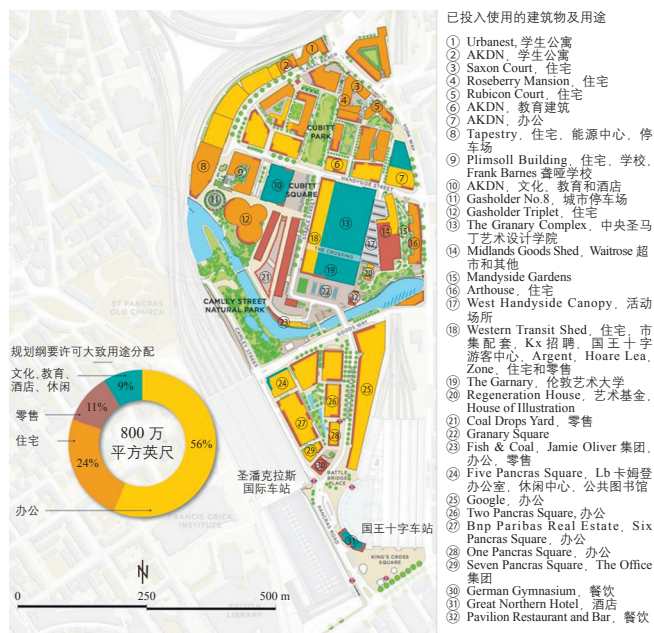 已投入使用的建筑物及用途
① Urbanest, 学生公寓
② AKDN，学生公寓
③ Saxon Court，住宅
④ Roseberry Mansion，住宅
⑤ Rubicon Court，住宅
⑥ AKDN，教育建筑
⑦ AKDN，办公
⑧ Tapestry，住宅，能源中心，停
车场
⑨ Plimsoll Building，住宅，学校，
Frank Barnes 聋哑学校
⑩ AKDN，文化、教育和酒店
⑪ Gasholder No.8，城市停车场
⑫ Gasholder Triplet，住宅
⑬ The Granary Complex，中央圣马
丁艺术设计学院
⑭ Midlands Goods Shed，Waitrose 超
市和其他
⑮ Mandyside Gardens
⑯ Arthouse，住宅
⑰ West Handyside Canopy，活动
场所
⑱ Western Transit Shed，住宅，市
集配套，Kx 招聘，国王十字
游客中心，Argent，Hoare Lea，
Zone，住宅和零售
⑲ The Garnary，伦敦艺术大学
⑳ Regeneration House，艺术基金，
House of Illustration
㉑ Coal Drops Yard，零售
㉒ Granary Square
㉓ Fish & Coal，Jamie Oliver 集团，
办公，零售
㉔ Five Pancras Square，Lb 卡姆登
办公室，休闲中心，公共图书馆
㉕ Google，办公
㉖ Two Pancras Square, 办公
㉗ Bnp Paribas Real Estate，Six
Pancras Square，办公
㉘ One Pancras Square，办公
㉙ Seven Pancras Square，The Office
集团
㉚ German Gymnasium，餐饮
㉛ Great Northern Hotel，酒店
㉜ Pavilion Restaurant and Bar，餐饮
CUBITT
PARK
YORK WAY
HANDYSIDE STREET
CUBITT
SQUARE
STABLE STREET
THE CROSSING
CAMLEY STREET
NATURAL PARK
ST PANCRAS
OLD CHURCH
CAMLEY STREET
GOODS WAY
规划纲要许可大致用途分配
文化、教育、
酒店、休闲
9%
零售
11%
住宅
24%
800 万
平方英尺
56%
办公
圣潘克拉斯
国际车站
BATTLE
BRIDGE
PLACE
PANCRAS ROAD
国王十字车站
KING'S CROSS
SQUARE
FRANCIS CRICK
INSTITUTE
BRITISH
LIBRARY
N
0
250
500 m